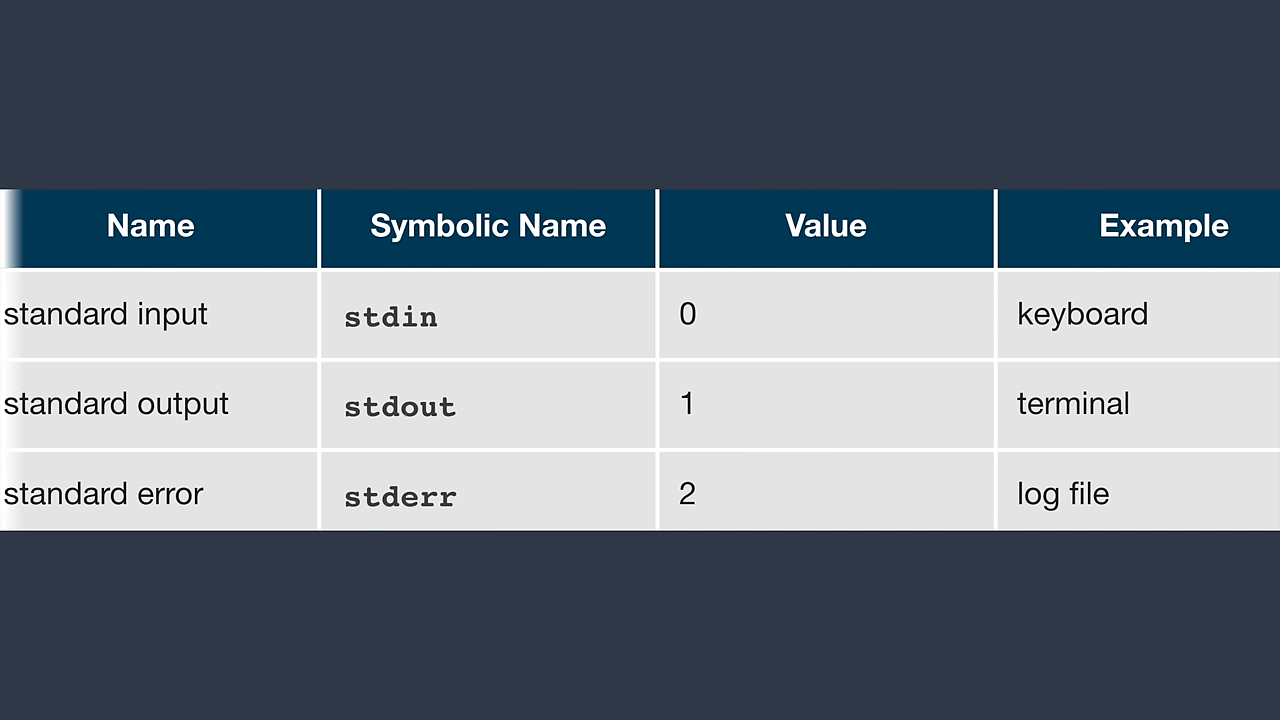 Name Symbolic Name Value Example
standard input stdin 0 keyboard
standard output stdout 1 terminal
standard error stderr 2 log file